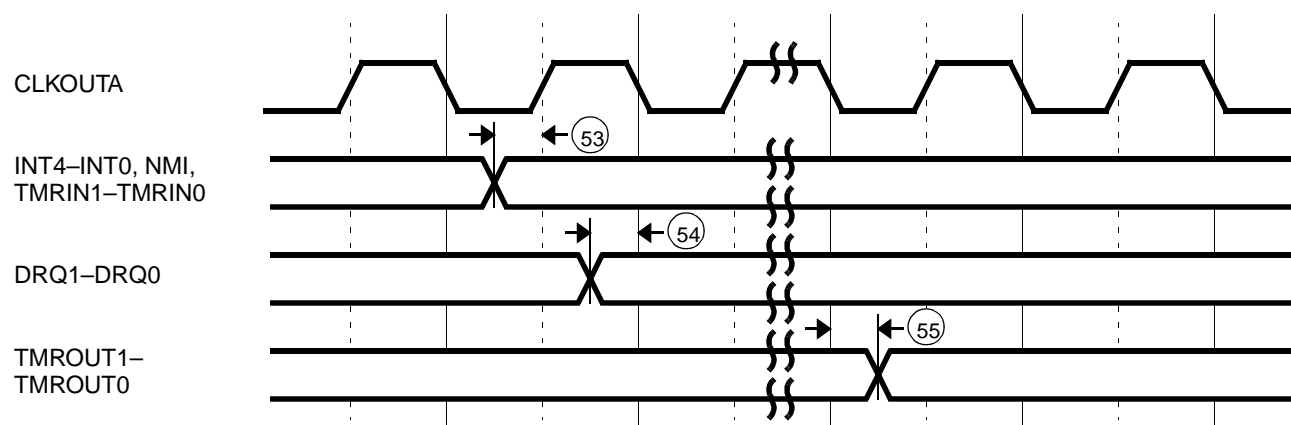 CLKOUTA
53
INT4–INT0, NMI,
TMRIN1–TMRIN0
54
DRQ1–DRQ0
55
TMROUT1–
TMROUT0